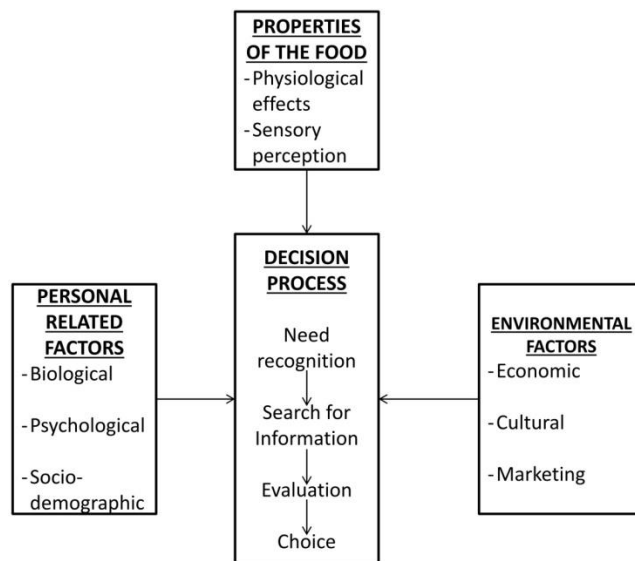 PROPERTIES
OF THE FOOD
-Physiological
effects
-Sensory
perception
DECISION
PROCESS
Need
recognition
Search for
Information
Evaluation
Choice
PERSONAL
RELATED
FACTORS
-Biological
-Psychological
-Socio-
demographic
ENVIRONMENTAL
FACTORS
-Economic
-Cultural
-Marketing